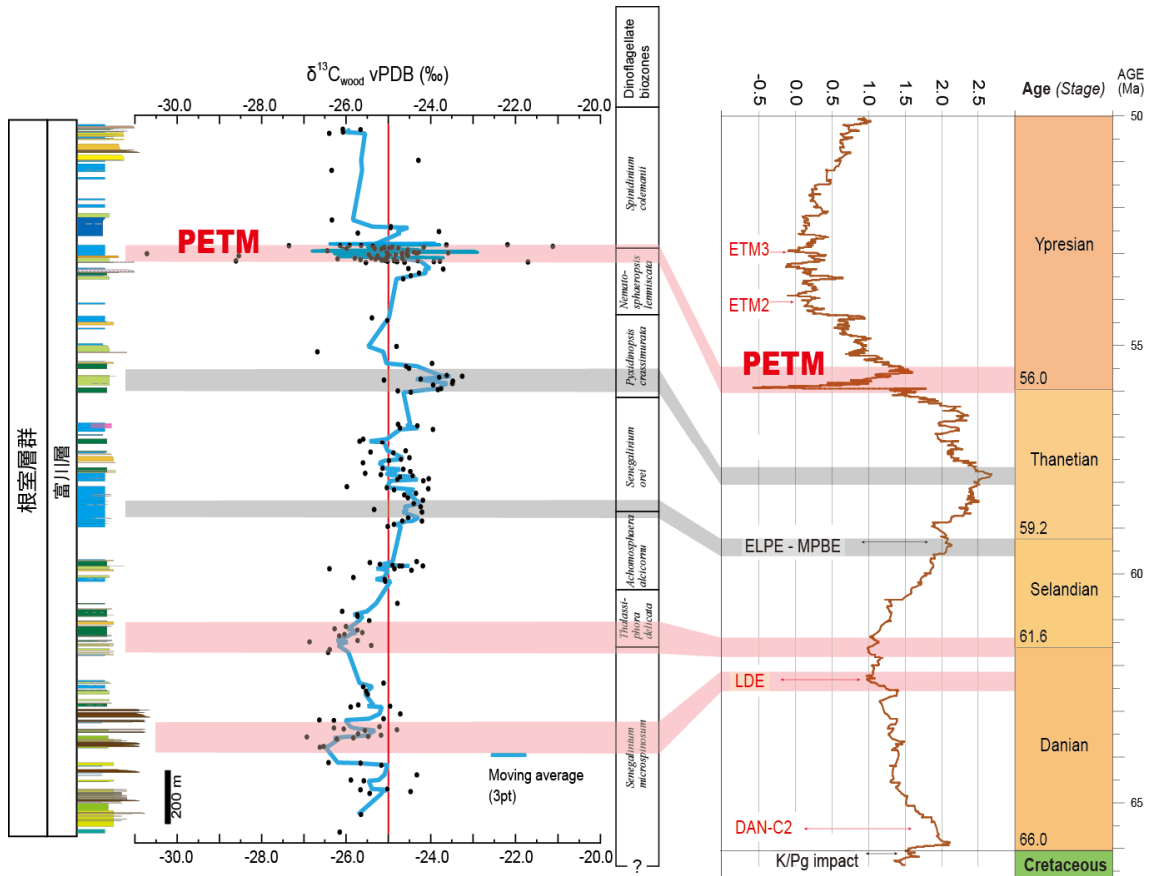 δ¹³Cwood vPDB (‰)
-30.0 -28.0 -26.0 -24.0 -22.0 -20.0
Dinoflagellate
biozones
-0.5 0.0 0.5 1.0 1.5 2.0 2.5
Age (Stage)
AGE
(Ma)
根室層群
富川層
200 m
PETM
Moving average
(3pt)
-30.0 -28.0 -26.0 -24.0 -22.0 -20.0
Spinidinium
colemanii
Nemato-
sphaeropsis
lemniscata
Pyxidinopsis
crassimurata
Senegalinium
orei
Achomosphaera
alcicornu
Thalassi-
phora
delicata
Senegalinium
microspinosum
?
ETM3
ETM2
PETM
ELPE - MPBE
LDE
DAN-C2
K/Pg impact
Ypresian
56.0
Thanetian
59.2
Selandian
61.6
Danian
66.0
Cretaceous
50
55
60
65